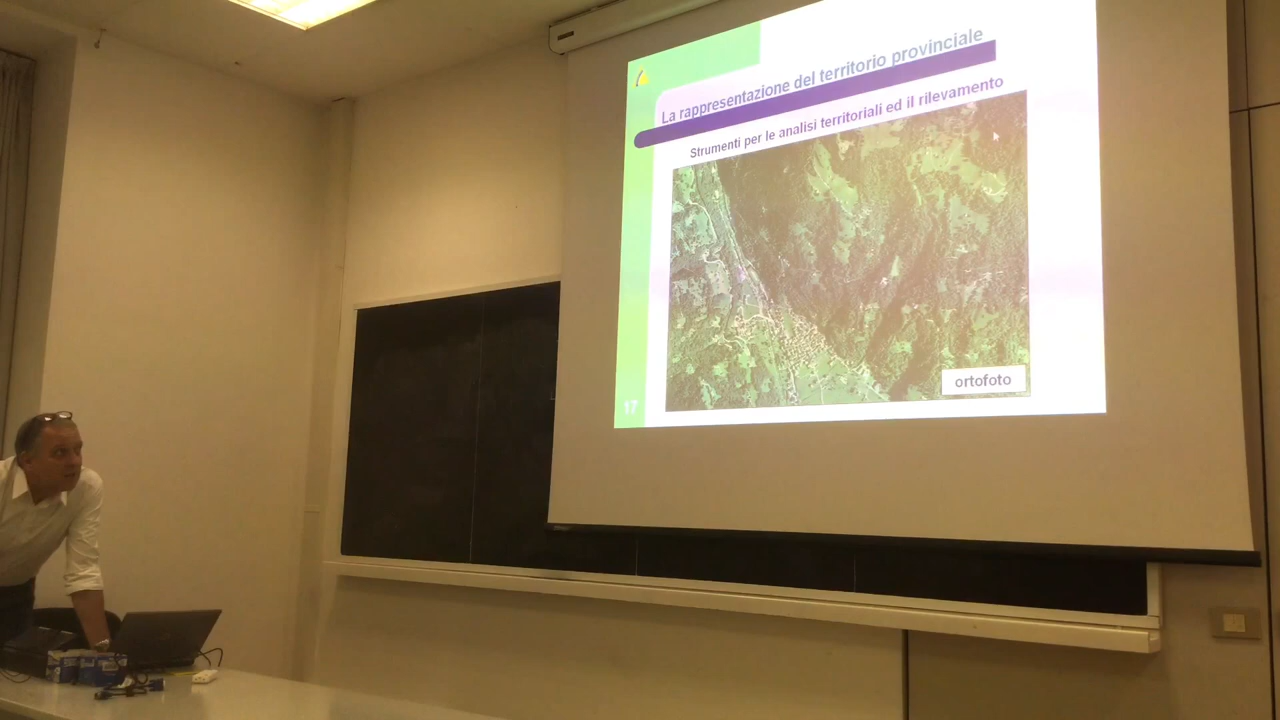 La rappresentazione del territorio provinciale
Strumenti per le analisi territoriali ed il rilevamento
ortofoto
17